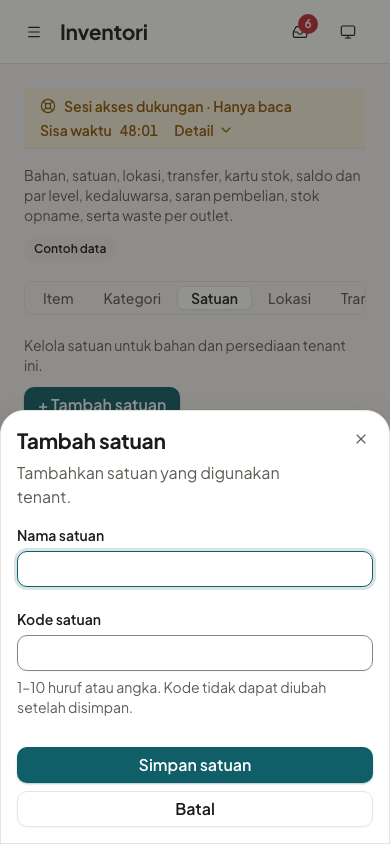 Inventori
6
Sesi akses dukungan · Hanya baca
Sisa waktu 48:01 Detail
Bahan, satuan, lokasi, transfer, kartu stok, saldo dan
par level, kedaluwarsa, saran pembelian, stok
opname, serta waste per outlet.
Contoh data
Item Kategori Satuan Lokasi Tran
Kelola satuan untuk bahan dan persediaan tenant
ini.
+ Tambah satuan
Tambah satuan
Tambahkan satuan yang digunakan
tenant.
Nama satuan
Kode satuan
1–10 huruf atau angka. Kode tidak dapat diubah
setelah disimpan.
Simpan satuan
Batal